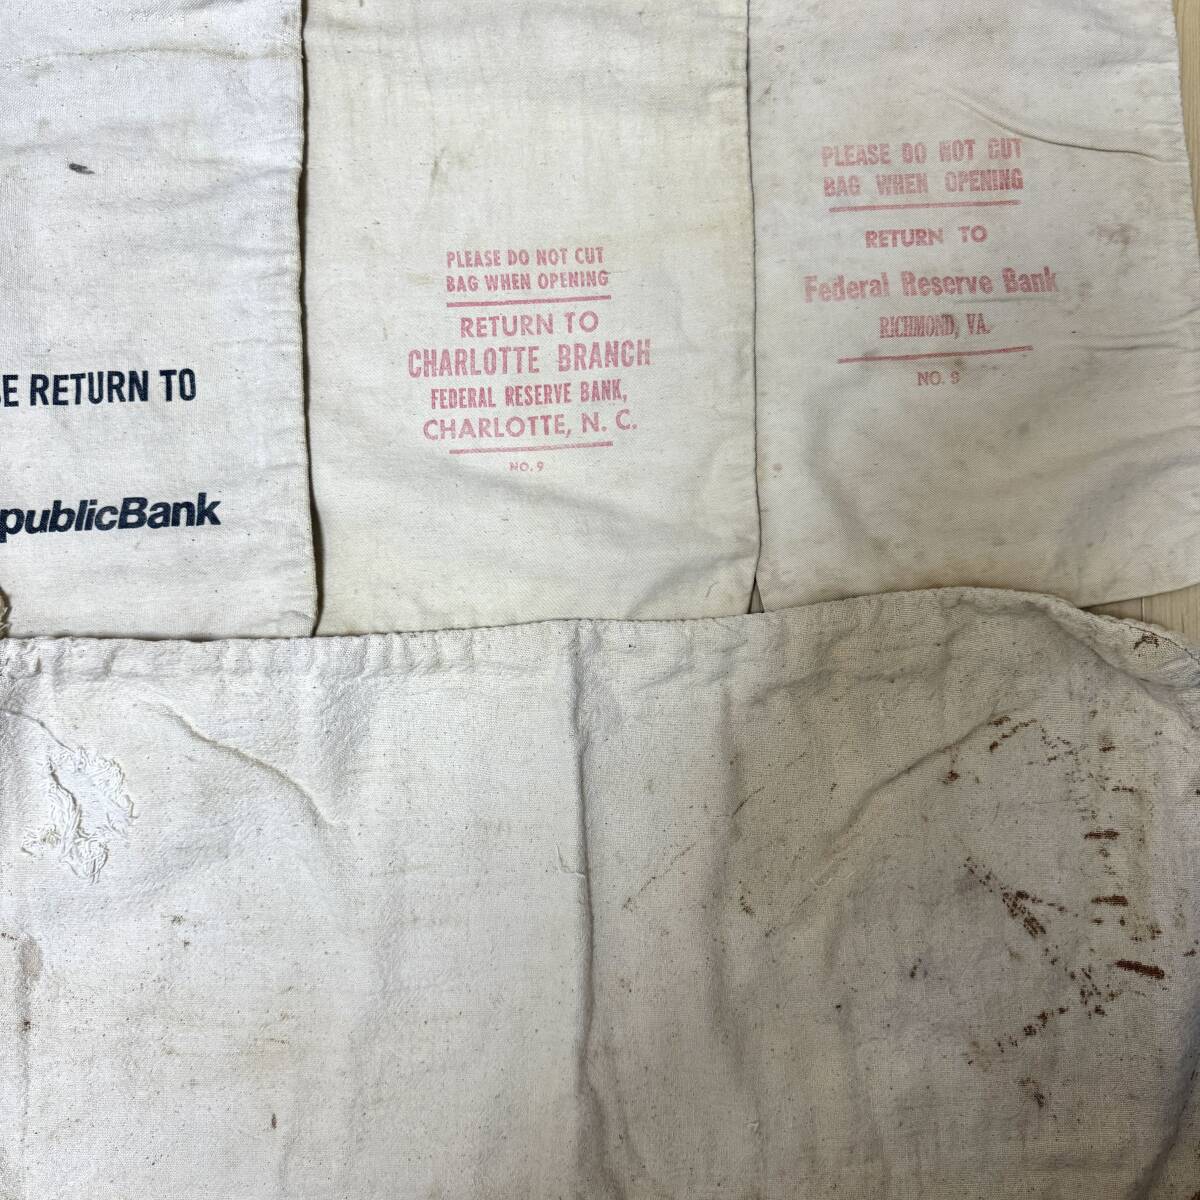 E RETURN TO
publicBank
PLEASE DO NOT CUT
BAG WHEN OPENING
RETURN TO
CHARLOTTE BRANCH
FEDERAL RESERVE BANK,
CHARLOTTE, N. C.
NO. 9
PLEASE DO NOT CUT
BAG WHEN OPENING
RETURN TO
Federal Reserve Bank
RICHMOND, VA.
NO. 9